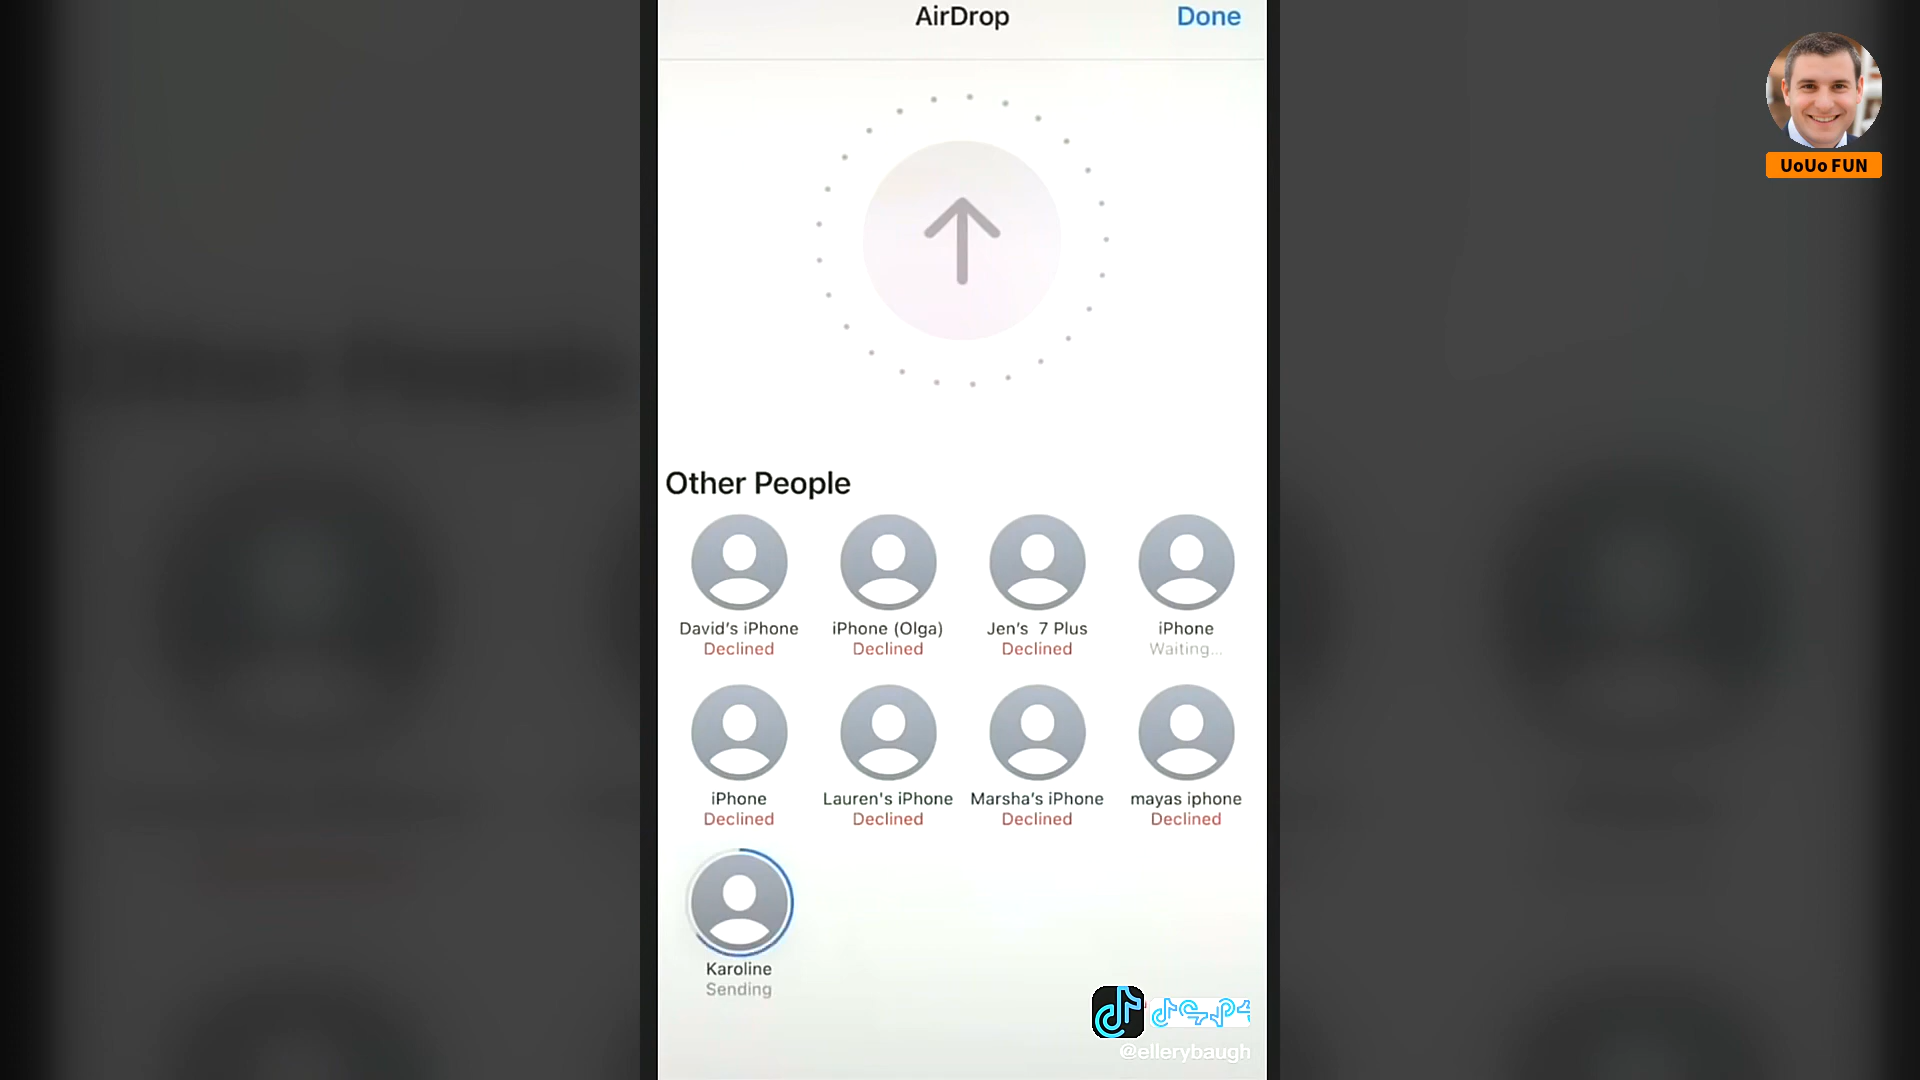 AirDrop
Done
UoUo FUN
Other People
David's iPhone
Declined
iPhone (Olga)
Declined
Jen's 7 Plus
Declined
iPhone
Waiting...
iPhone
Declined
Lauren's iPhone
Declined
Marsha's iPhone
Declined
mayas iphone
Declined
Karoline
Sending
@ellerybaugh